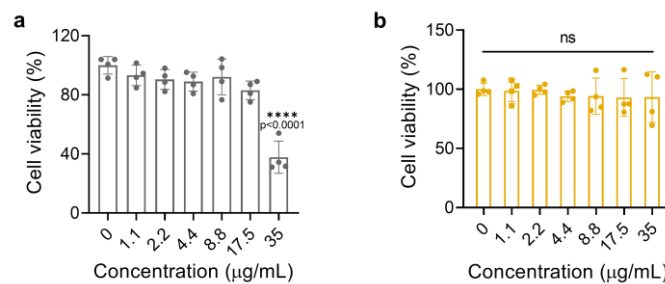 a
Cell viability (%)
120
80
40
0
****
p<0.0001
0 1.1 2.2 4.4 8.8 17.5 35
Concentration (μg/mL)
b
Cell viability (%)
150
100
50
0
ns
0 1.1 2.2 4.4 8.8 17.5 35
Concentration (μg/mL)